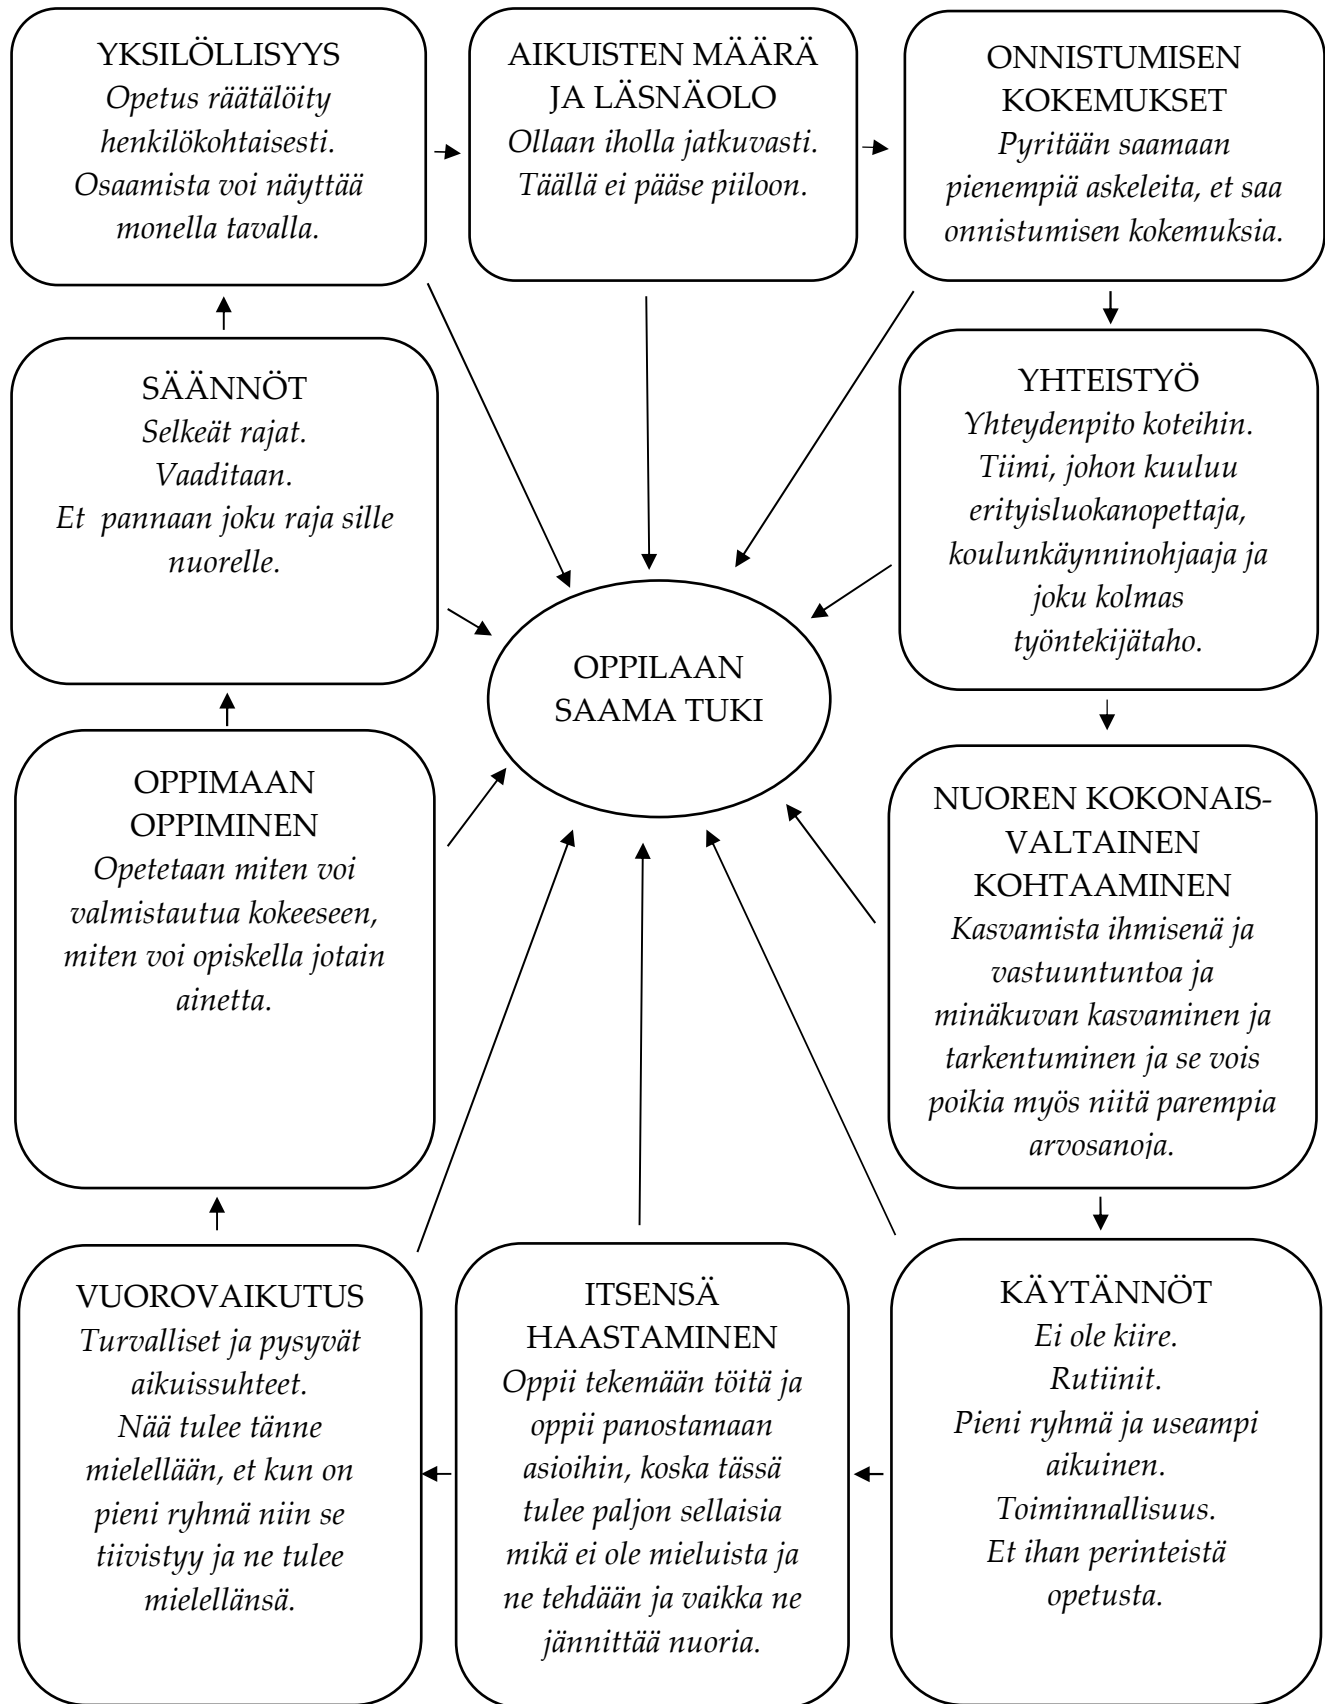 YKSILÖLLISYYS
Opetus räätälöity
henkilökohtaisesti.
Osaamista voi näyttää
monella tavalla.
AIKUISTEN MÄÄRÄ
JA LÄSNÄOLO
Ollaan iholla jatkuvasti.
Täällä ei pääse piiloon.
ONNISTUMISEN
KOKEMUKSET
Pyritään saamaan
pienempiä askeleita, et saa
onnistumisen kokemuksia.
SÄÄNNÖT
Selkeät rajat.
Vaaditaan.
Et pannaan joku raja sille
nuorelle.
YHTEISTYÖ
Yhteydenpito koteihin.
Tiimi, johon kuuluu
erityisluokanopettaja,
koulunkäynninohjaaja ja
joku kolmas
työntekijätaho.
OPPILAAN
SAAMA TUKI
OPPIMAAN
OPPIMINEN
Opetetaan miten voi
valmistautua kokeeseen,
miten voi opiskella jotain
ainetta.
NUOREN KOKONAIS-
VALTAINEN
KOHTAAMINEN
Kasvamista ihmisenä ja
vastuuntuntoa ja
minäkuvan kasvaminen ja
tarkentuminen ja se vois
poikia myös niitä parempia
arvosanoja.
VUOROVAIKUTUS
Turvalliset ja pysyvät
aikuissuhteet.
Nää tulee tänne
mielellään, et kun on
pieni ryhmä niin se
tiivistyy ja ne tulee
mielellänsä.
ITSENSÄ
HAASTAMINEN
Oppii tekemään töitä ja
oppii panostamaan
asioihin, koska tässä
tulee paljon sellaisia
mikä ei ole mieluista ja
ne tehdään ja vaikka ne
jännittää nuoria.
KÄYTÄNNÖT
Ei ole kiire.
Rutiinit.
Pieni ryhmä ja useampi
aikuinen.
Toiminnallisuus.
Et ihan perinteistä
opetusta.